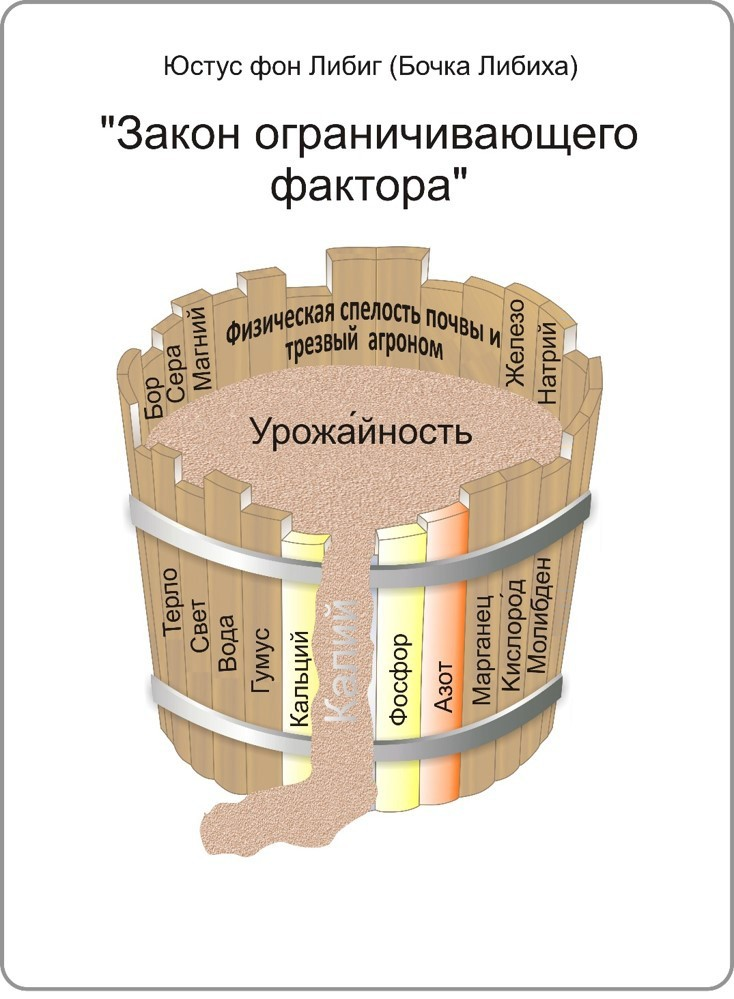 Юстус фон Либиг (Бочка Либиха)
"Закон ограничивающего
фактора"
Физическая спелость почвы и
трезвый агроном
Бор
Сера
Магний
Железо
Натрий
Урожа́йность
Терло
Свет
Вода
Гумус
Кальций
Калий
Фосфор
Азот
Марганец
Кислоро́д
Молибден